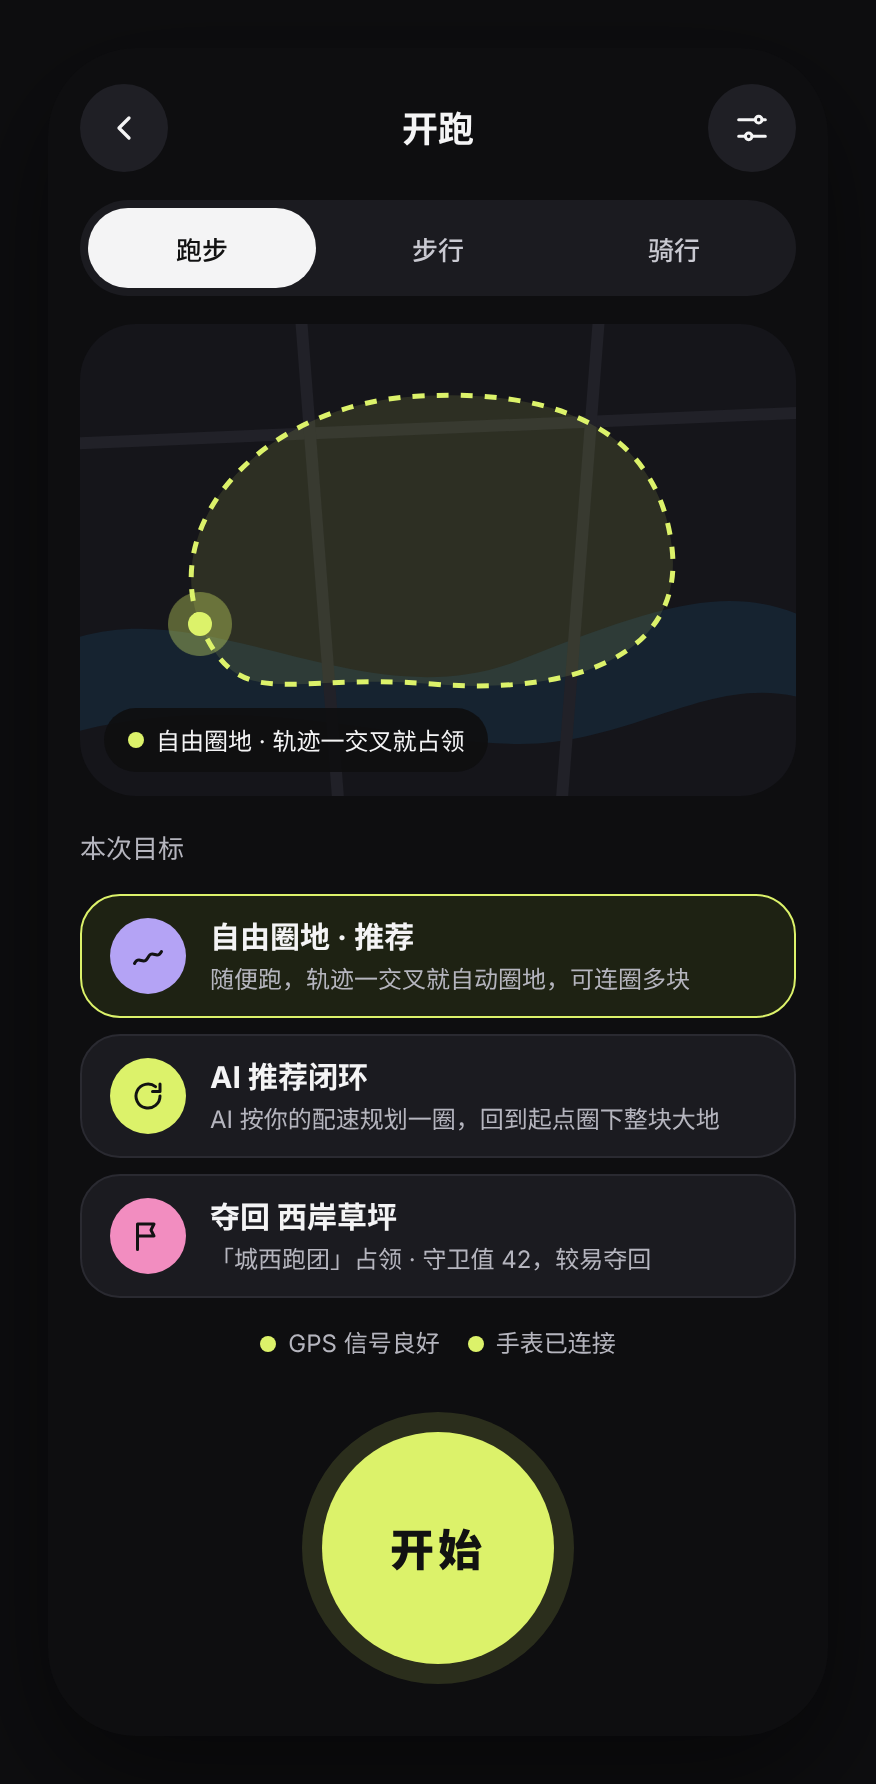 开跑
跑步
步行
骑行
自由圈地 · 轨迹一交叉就占领
本次目标
自由圈地 · 推荐
随便跑，轨迹一交叉就自动圈地，可连圈多块
AI 推荐闭环
AI 按你的配速规划一圈，回到起点圈下整块大地
夺回 西岸草坪
「城西跑团」占领 · 守卫值 42，较易夺回
GPS 信号良好
手表已连接
开始